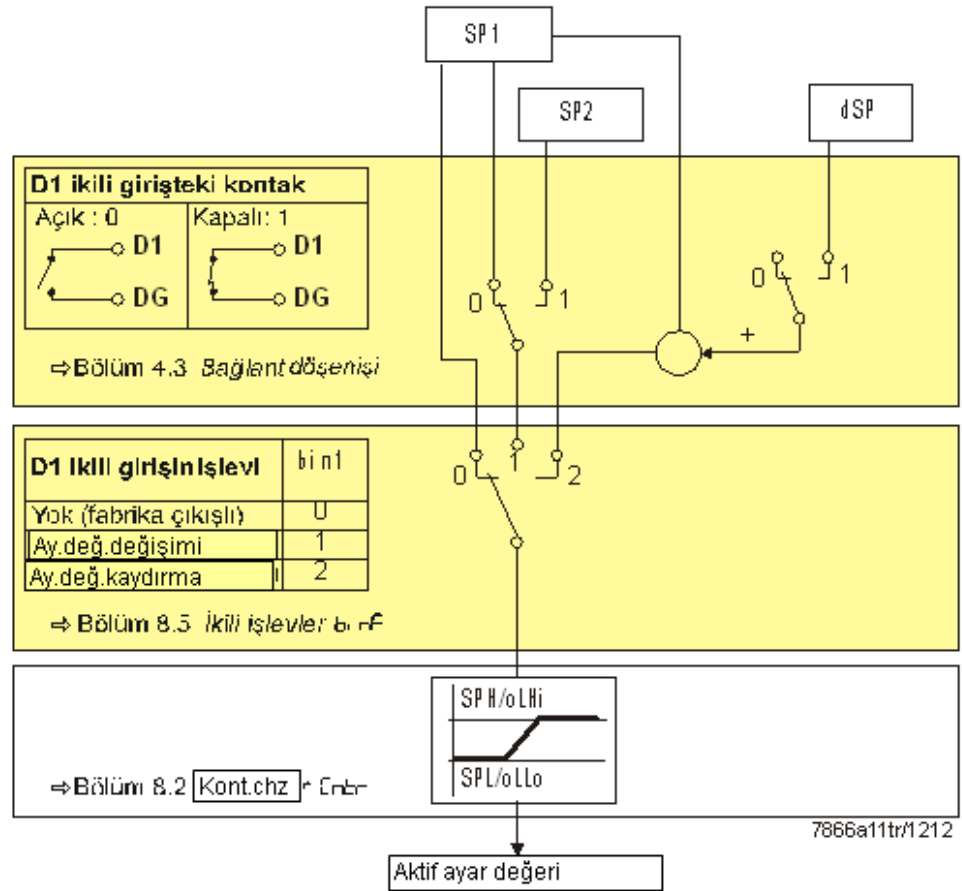 SP1
SP2
dSP
D1 ikili girişteki kontak
Açık : 0
Kapalı: 1
D1
D1
DG
DG
0
1
0
1
+
⇨Bölüm 4.3 Bağlant döşenişi
D1 ikili girişin işlevi
bin1
0
1
2
Yok (fabrika çıkışlı)
0
Ay.değ.değişimi
1
Ay.değ.kaydırma
2
⇨ Bölüm 8.5 İkili işlevler binF
SPH/oLHi
SPL/oLLo
⇨Bölüm 8.2 Kont.chz
7866a11tr/1212
Aktif ayar değeri